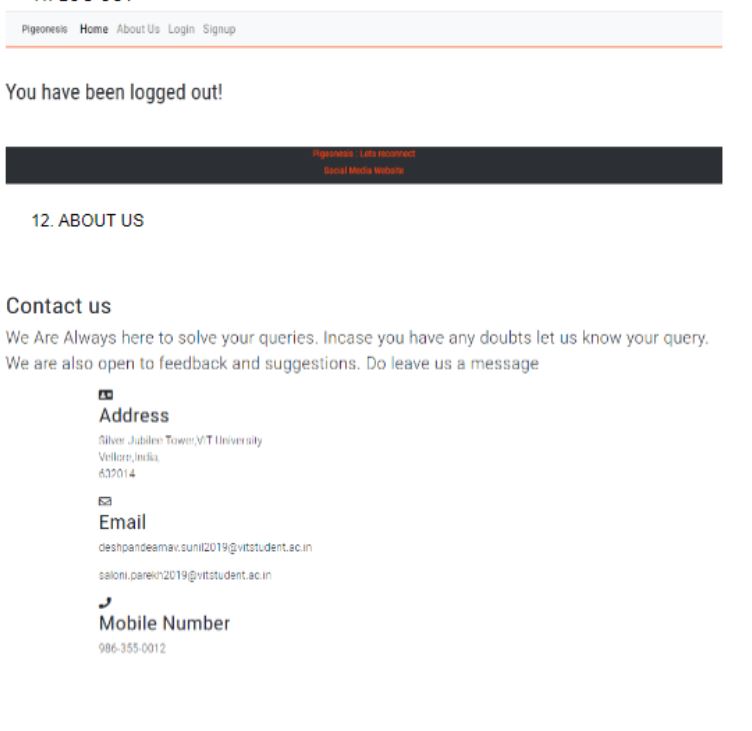 Pigeonesis Home About Us Login Signup
You have been logged out!
Pigeonesis : Lets reconnect
Social Media Website
12. ABOUT US
Contact us
We Are Always here to solve your queries. Incase you have any doubts let us know your query.
We are also open to feedback and suggestions. Do leave us a message
Address
Silver Jubilee Tower,VIT University
Vellore,India,
632014
Email
deshpandearnav.sunil2019@vitstudent.ac.in
saloni.parekh2019@vitstudent.ac.in
Mobile Number
986-355-0012